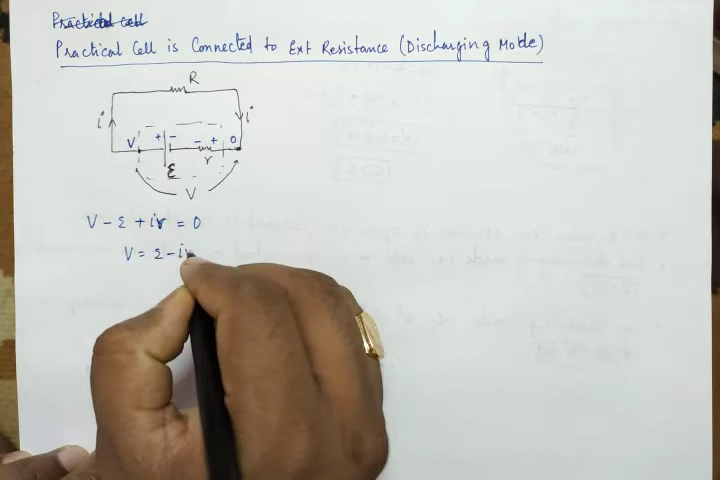 Practical cell
Practical Cell is Connected to Ext Resistance (Discharging Mode)
R
i i
V + - - + 0
ε r
V
V - ε + ir = 0
V = ε - ir